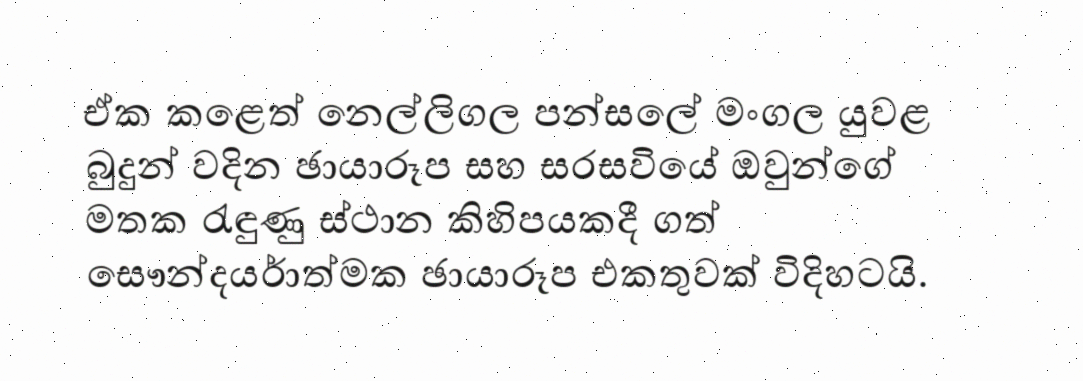 ඒක කළෙත් නෙල්ලිගල පන්සලේ මංගල යුවළ
බුදුන් වදින ඡායාරූප සහ සරසවියේ ඔවුන්ගේ
මතක රැඳුණු ස්ථාන කිහිපයකදී ගත්
සෞන්දයර්ාත්මක ඡායාරූප එකතුවක් විදිහටයි.